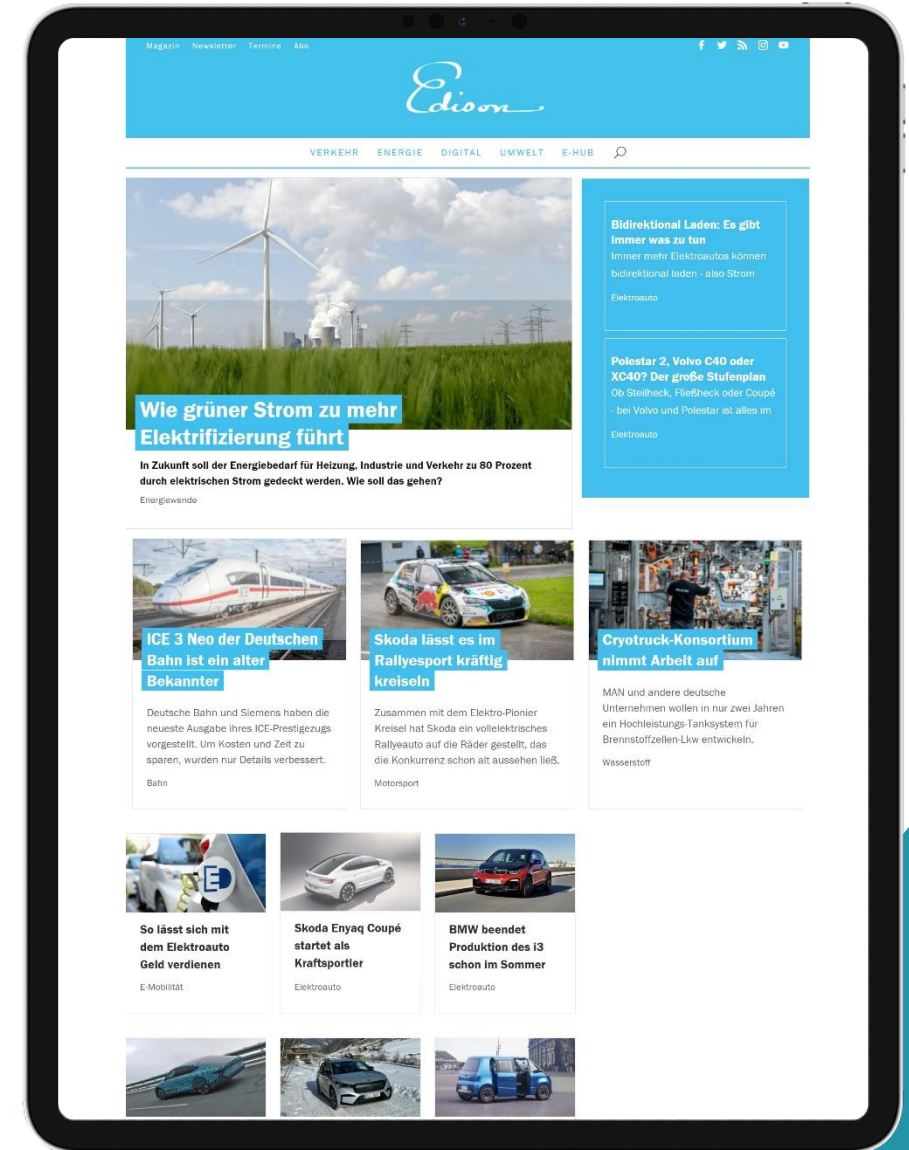 Magazin Newsletter Termine Abo
Edison
VERKEHR ENERGIE DIGITAL UMWELT E-HUB
Wie grüner Strom zu mehr
Elektrifizierung führt
In Zukunft soll der Energiebedarf für Heizung, Industrie und Verkehr zu 80 Prozent
durch elektrischen Strom gedeckt werden. Wie soll das gehen?
Energiewende
Bidirektional Laden: Es gibt
Immer was zu tun
Immer mehr Elektroautos können
bidirektional laden - also Strom
Elektroauto
Polestar 2, Volvo C40 oder
XC40? Der große Stufenplan
Ob Steilheck, Fließheck oder Coupé
- bei Volvo und Polestar ist alles im
Elektroauto
ICE 3 Neo der Deutschen
Bahn ist ein alter
Bekannter
Deutsche Bahn und Siemens haben die
neueste Ausgabe ihres ICE-Prestigezugs
vorgestellt. Um Kosten und Zeit zu
sparen, wurden nur Details verbessert.
Bahn
Skoda lässt es im
Rallyesport kräftig
kreiseln
Zusammen mit dem Elektro-Pionier
Kreisel hat Skoda ein vollelektrisches
Rallyeauto auf die Räder gestellt, das
die Konkurrenz schon alt aussehen ließ.
Motorsport
Cryotruck-Konsortium
nimmt Arbeit auf
MAN und andere deutsche
Unternehmen wollen in nur zwei Jahren
ein Hochleistungs-Tanksystem für
Brennstoffzellen-Lkw entwickeln.
Wasserstoff
So lässt sich mit
dem Elektroauto
Geld verdienen
E-Mobilität
Skoda Enyaq Coupé
startet als
Kraftsportler
Elektroauto
BMW beendet
Produktion des i3
schon im Sommer
Elektroauto